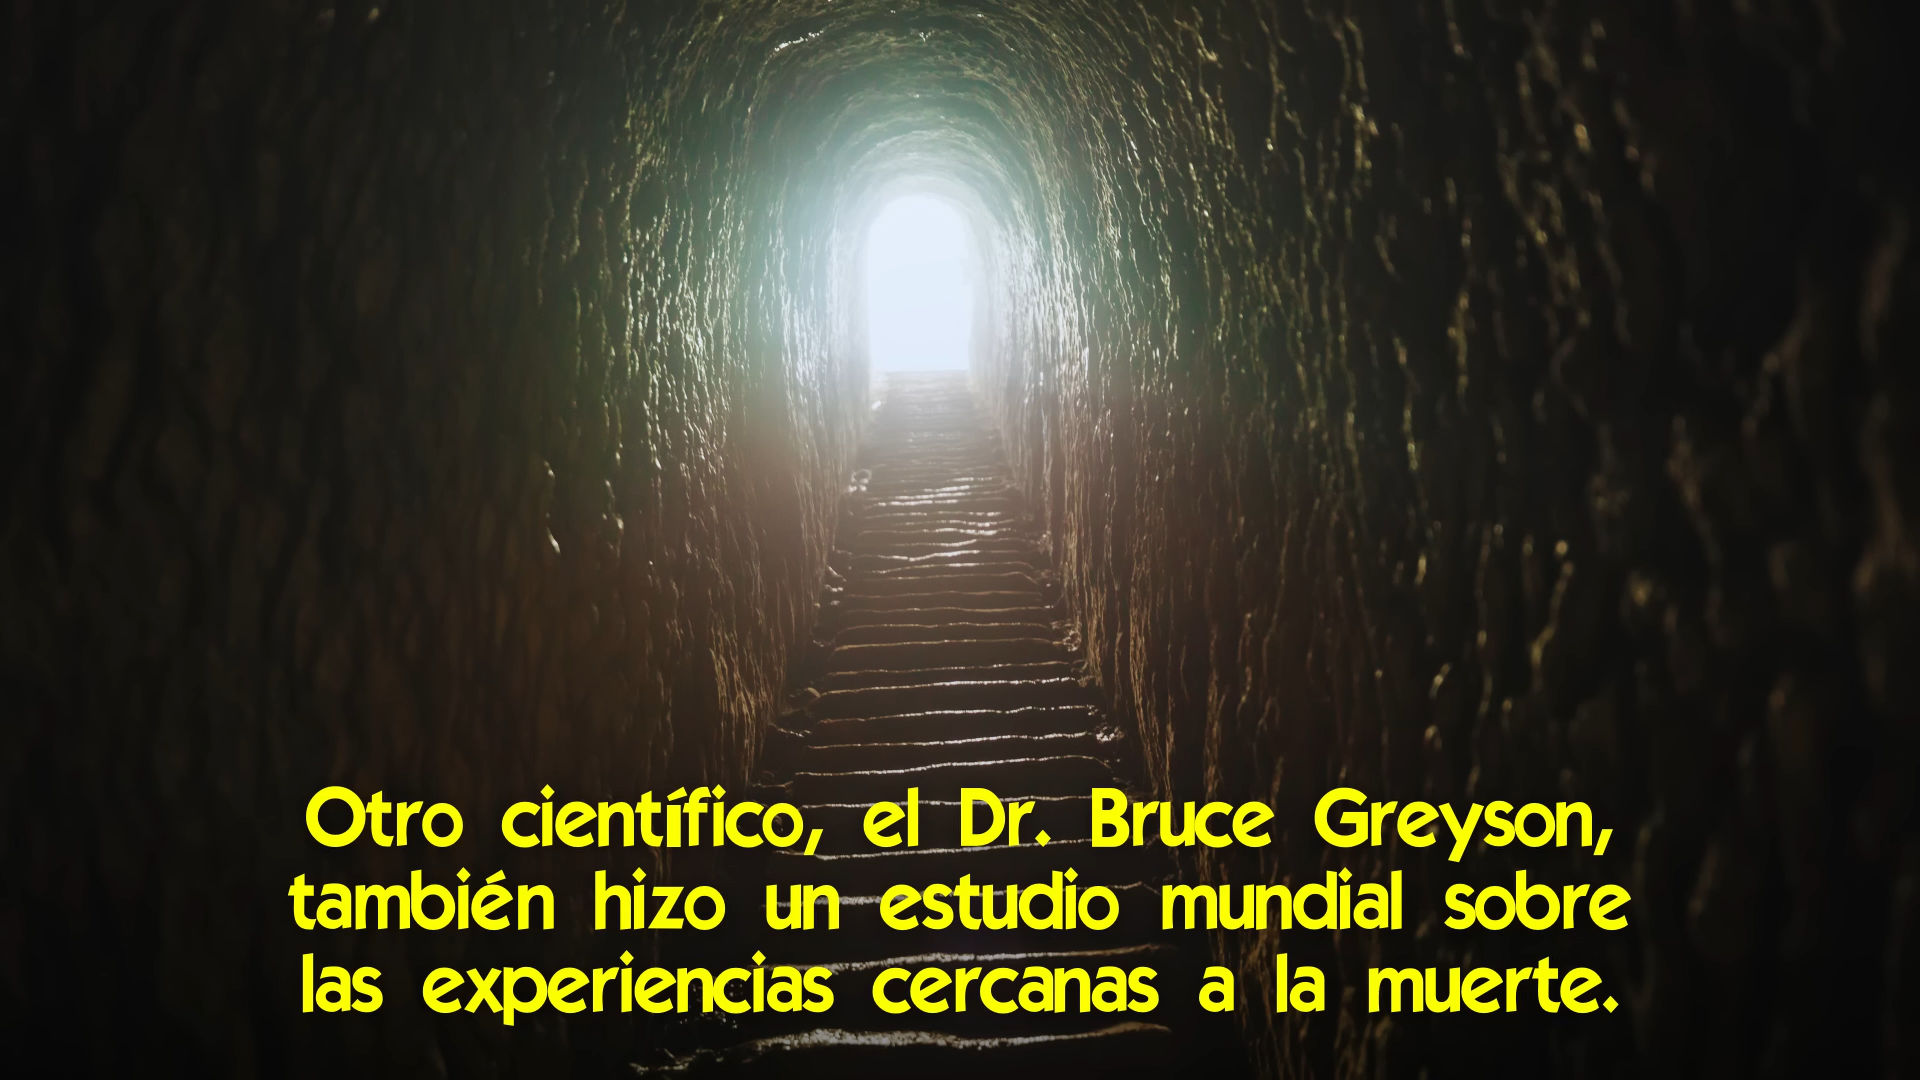 Otro científico, el Dr. Bruce Greyson,
también hizo un estudio mundial sobre
las experiencias cercanas a la muerte.